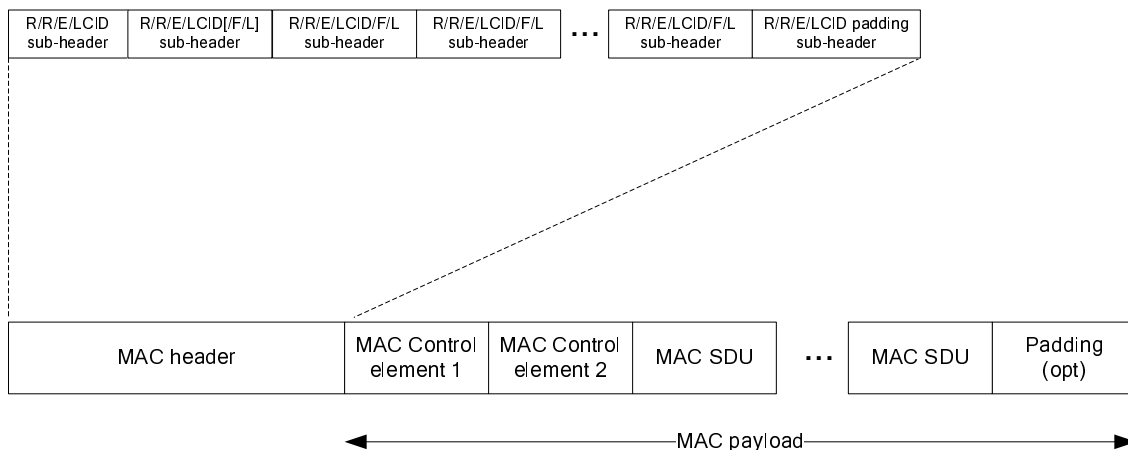 R/R/E/LCID
sub-header
R/R/E/LCID[/F/L]
sub-header
R/R/E/LCID/F/L
sub-header
R/R/E/LCID/F/L
sub-header
...
R/R/E/LCID/F/L
sub-header
R/R/E/LCID padding
sub-header
MAC header
MAC Control
element 1
MAC Control
element 2
MAC SDU
...
MAC SDU
Padding
(opt)
MAC payload